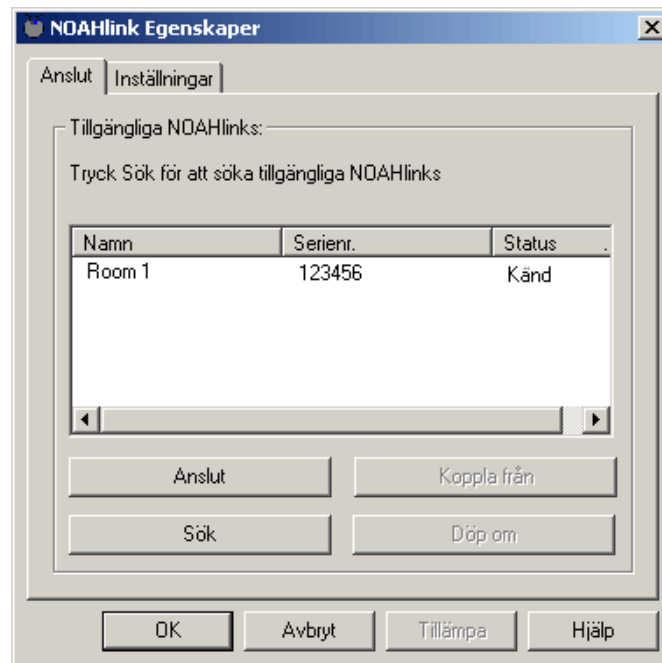 NOAHlink Egenskaper
Anslut Inställningar
Tillgängliga NOAHlinks:
Tryck Sök för att söka tillgängliga NOAHlinks
Namn Serienr. Status .
Room 1 123456 Känd
Anslut Koppla från
Sök Döp om
OK Avbryt Tillämpa Hjälp